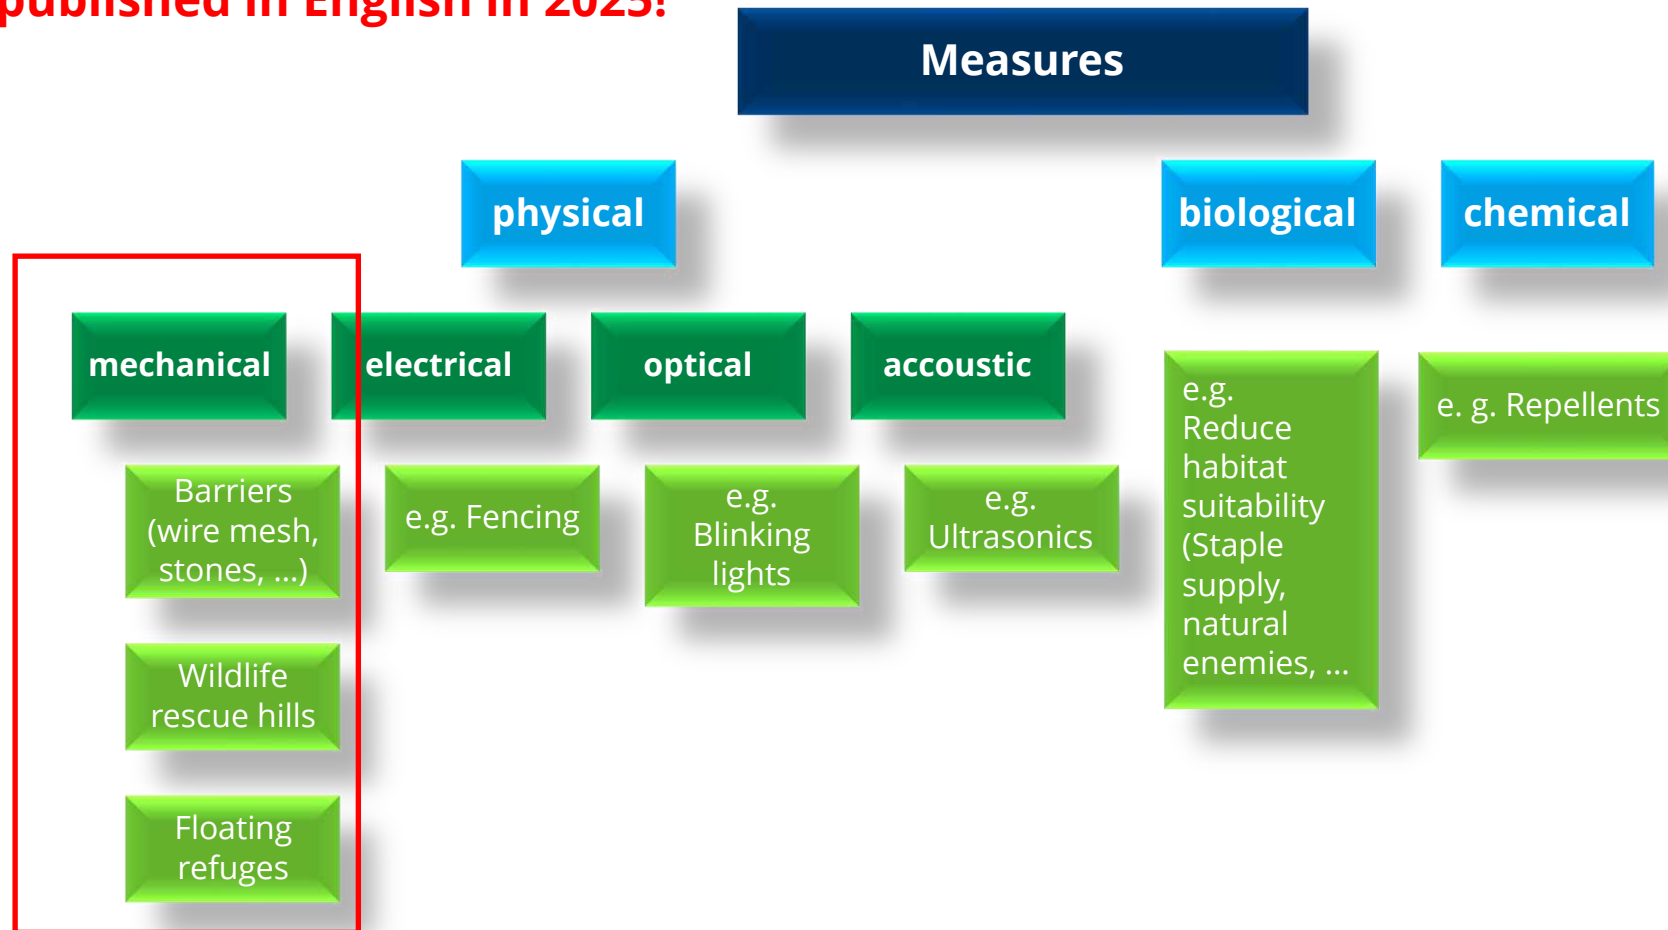 published in English in 2025!
Measures
physical
biological
chemical
mechanical
electrical
optical
accoustic
Barriers
(wire mesh,
stones, ...)
e.g. Fencing
e.g.
Blinking
lights
e.g.
Ultrasonics
e.g.
Reduce
habitat
suitability
(Staple
supply,
natural
enemies, ...
e. g. Repellents
Wildlife
rescue hills
Floating
refuges